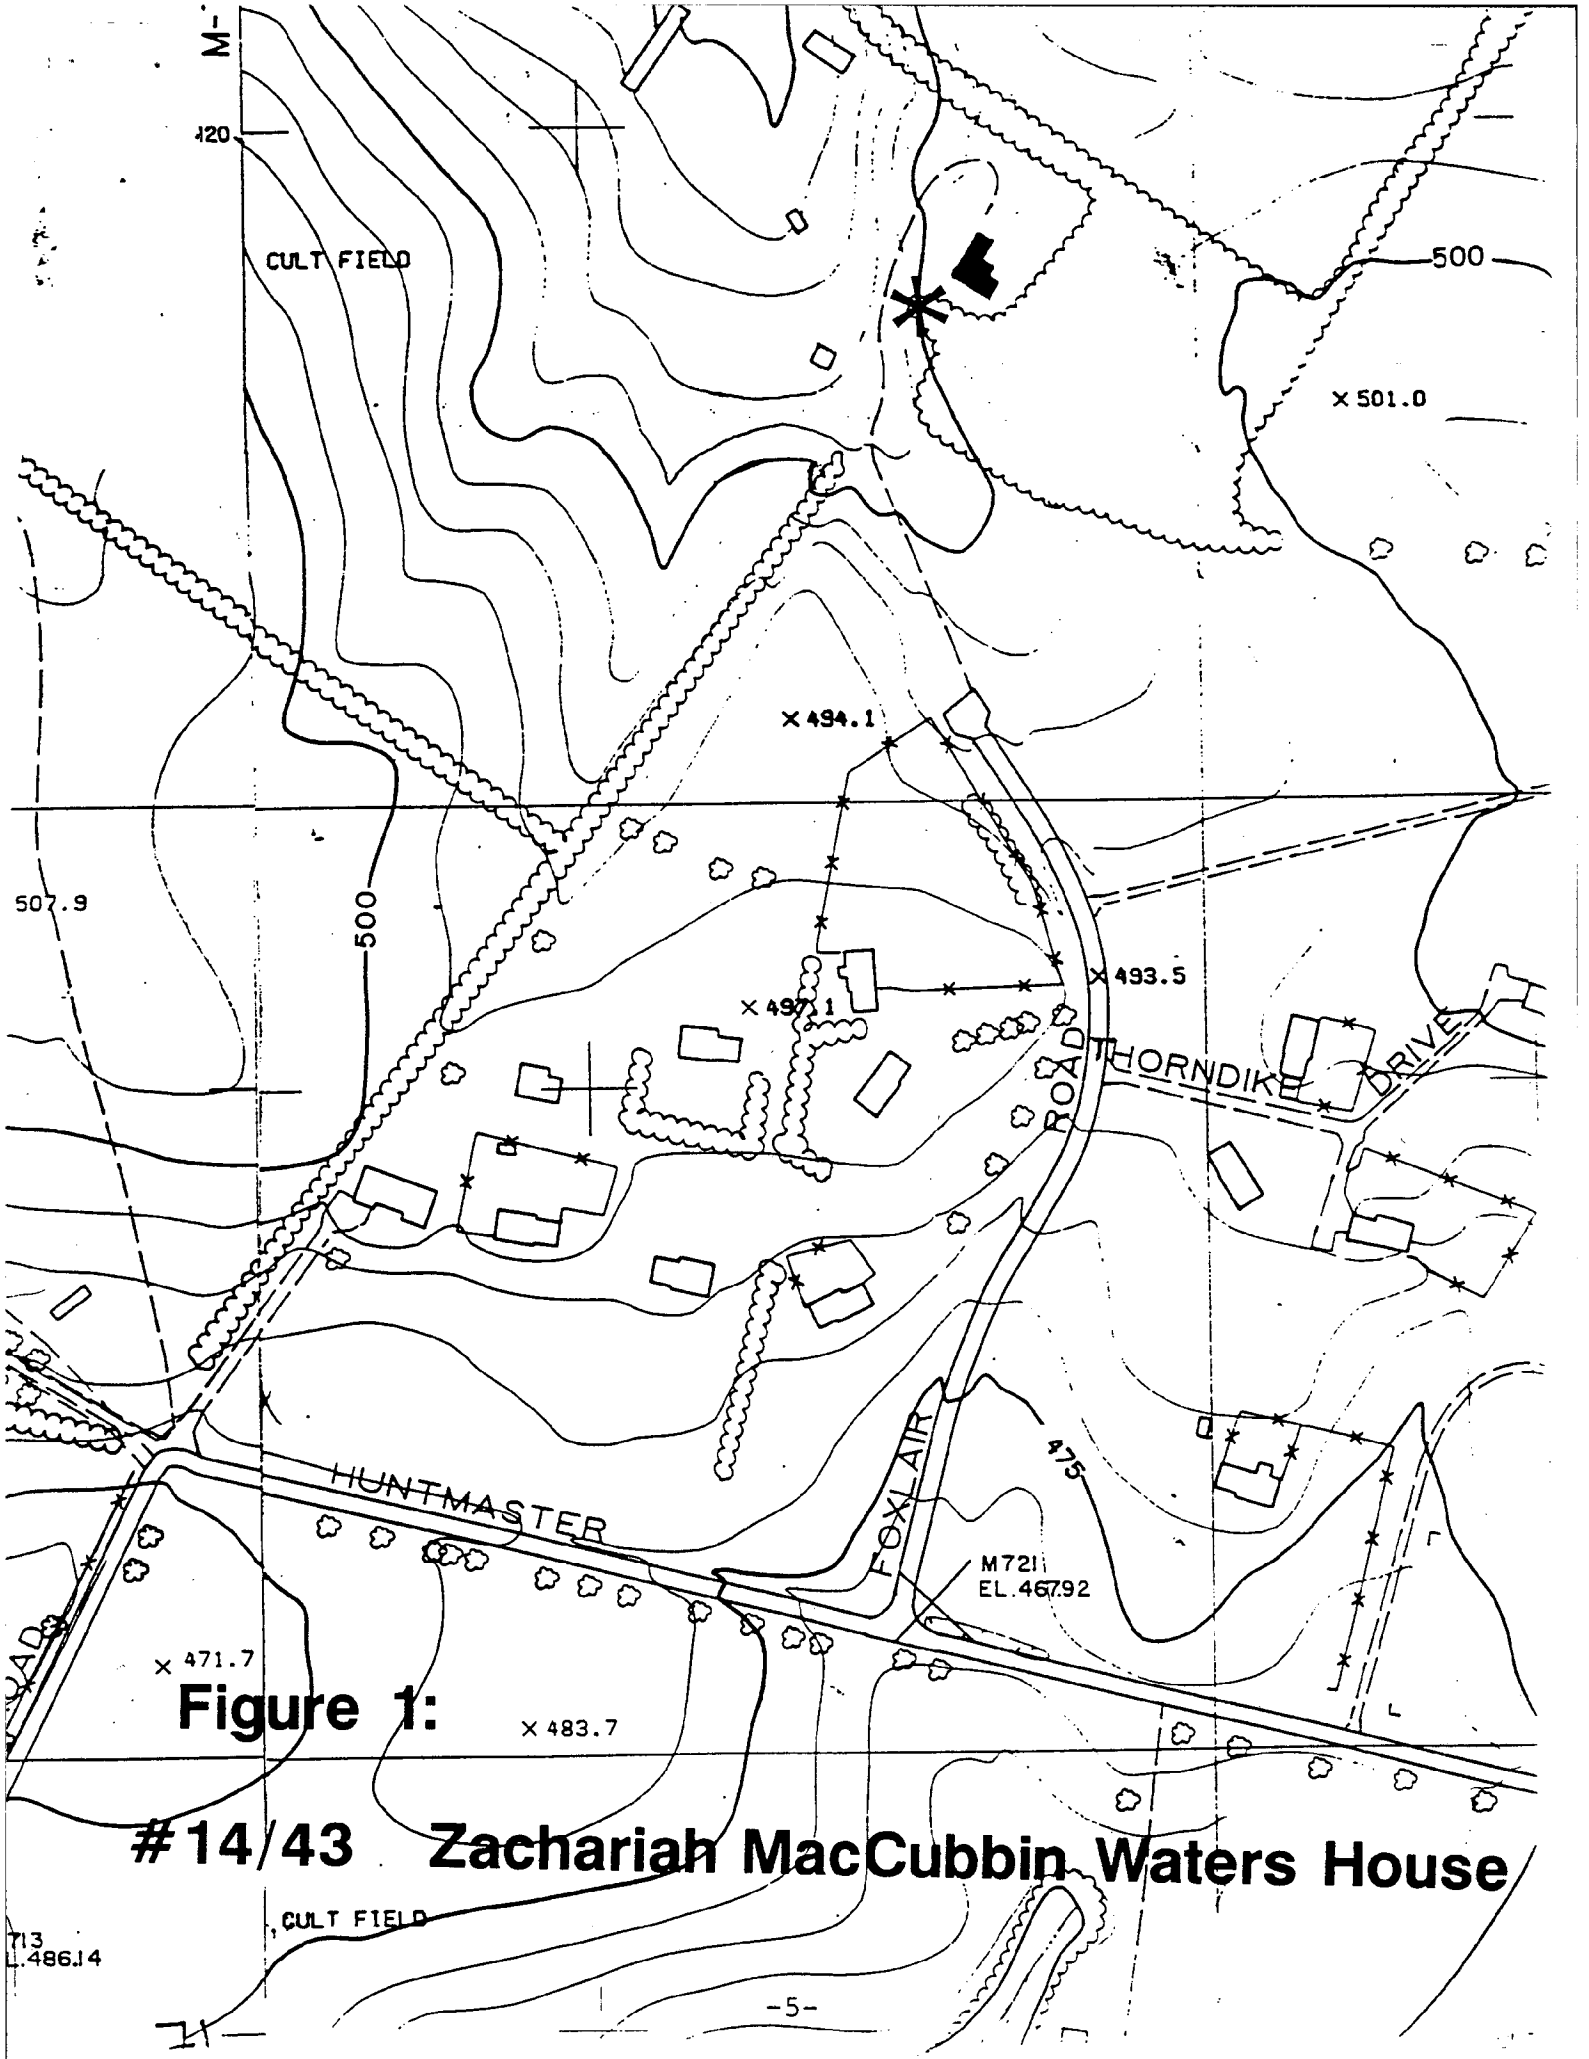 M-
420
CULT FIELD
500
× 501.0
× 494.1
507.9
500
× 493.5
× 497.1
ROAD
THORNDIKE DRIVE
FOXLAIR
475
HUNTMASTER
M721
EL.467.92
× 471.7
Figure 1:
× 483.7
#14/43 Zachariah MacCubbin Waters House
CULT FIELD
713
L.486.14
-5-